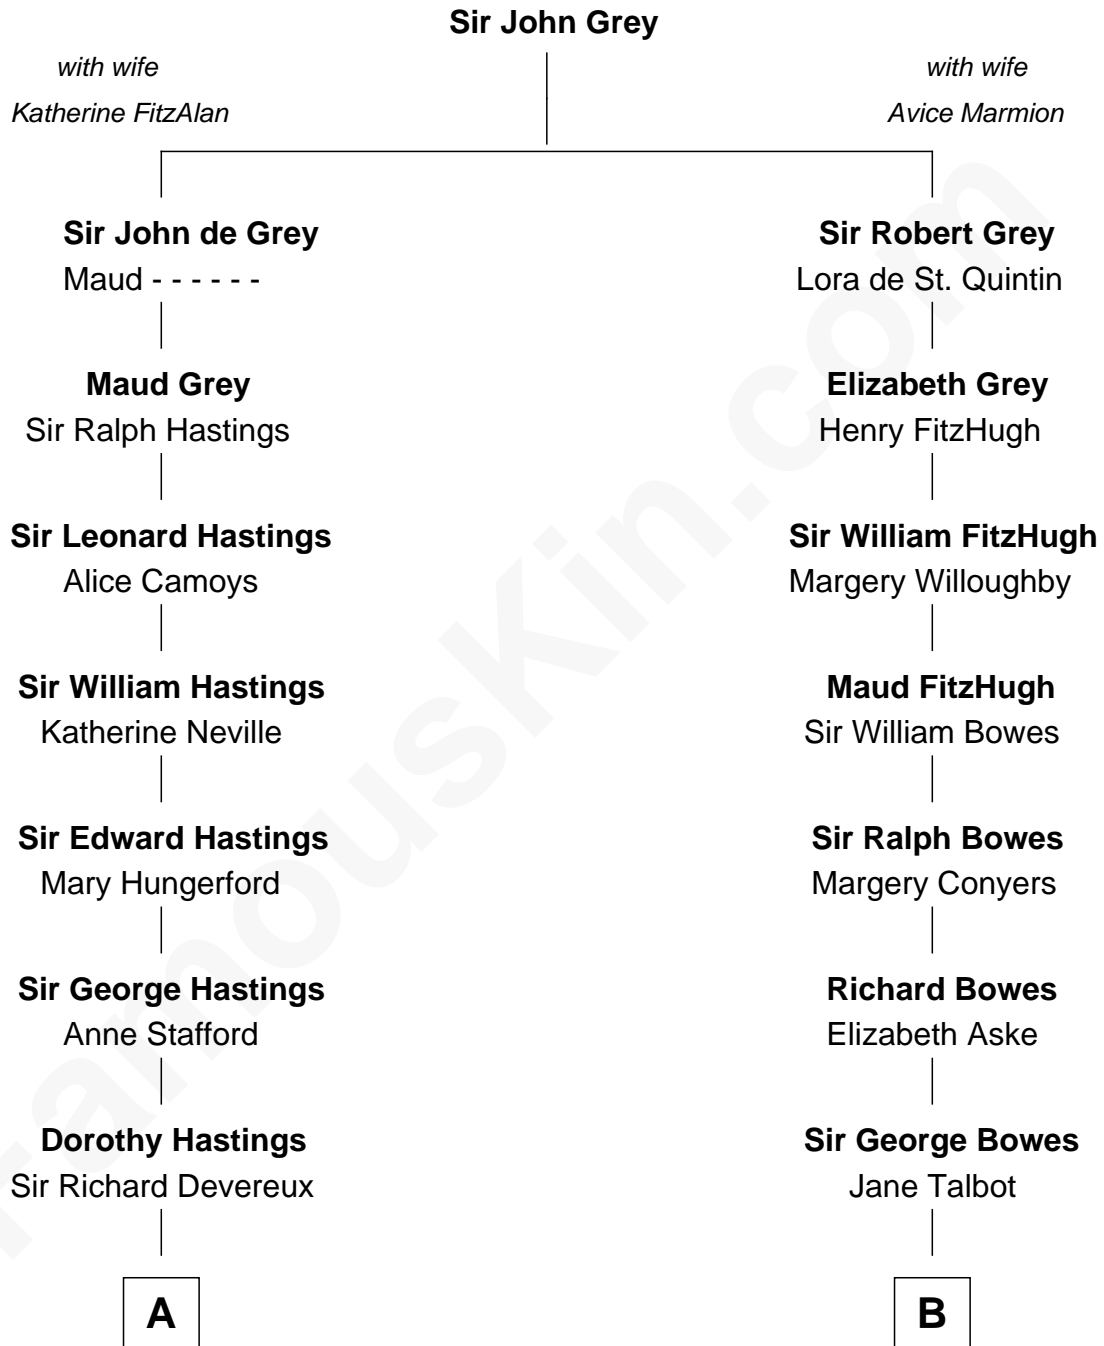 Sir John Grey
with wife
Katherine FitzAlan
with wife
Avice Marmion
Sir John de Grey
Maud - - - - - -
Sir Robert Grey
Lora de St. Quintin
Maud Grey
Sir Ralph Hastings
Elizabeth Grey
Henry FitzHugh
Sir Leonard Hastings
Alice Camoys
Sir William FitzHugh
Margery Willoughby
Sir William Hastings
Katherine Neville
Maud FitzHugh
Sir William Bowes
Sir Edward Hastings
Mary Hungerford
Sir Ralph Bowes
Margery Conyers
Sir George Hastings
Anne Stafford
Richard Bowes
Elizabeth Aske
Dorothy Hastings
Sir Richard Devereux
Sir George Bowes
Jane Talbot
A
B
FamousKin.com